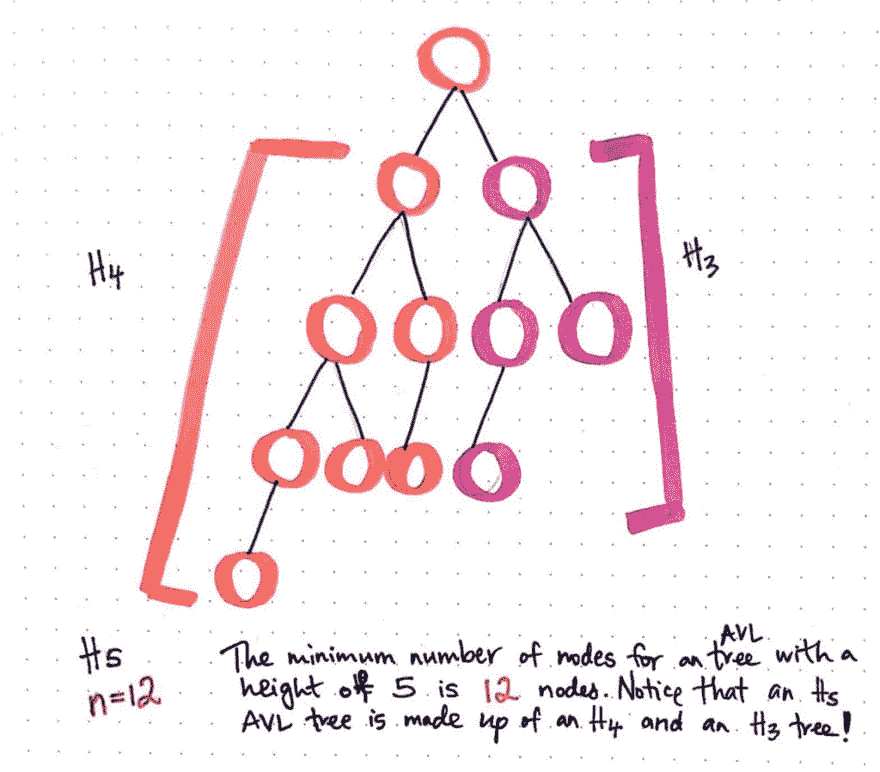 H4
H3
H5
n=12
The minimum number of nodes for an AVL tree with a
height of 5 is 12 nodes. Notice that an H5
AVL tree is made up of an H4 and an H3 tree!